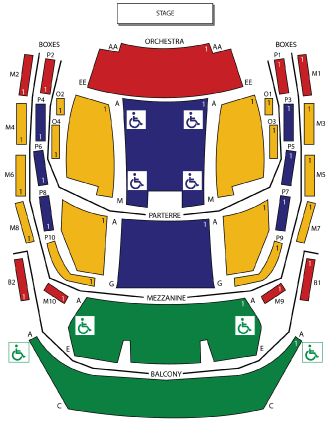 STAGE
BOXES ORCHESTRA BOXES
AA 1 AA
M2 P2 P1 M1
1 1 1 1
EE EE
O2 O1
P4 A 1 A 1 P3
M4 O4 O3 M3
1 1 1 1
P6 P5
M6 M5
1 1 1 1
P8 M M P7
M8 1 PARTERRE 1 M7
1 1 A 1 A 1 1
P10 P9
B2 G G B1
1 M10 MEZZANINE M9 1
A 1 A
A A
E E
BALCONY
C C